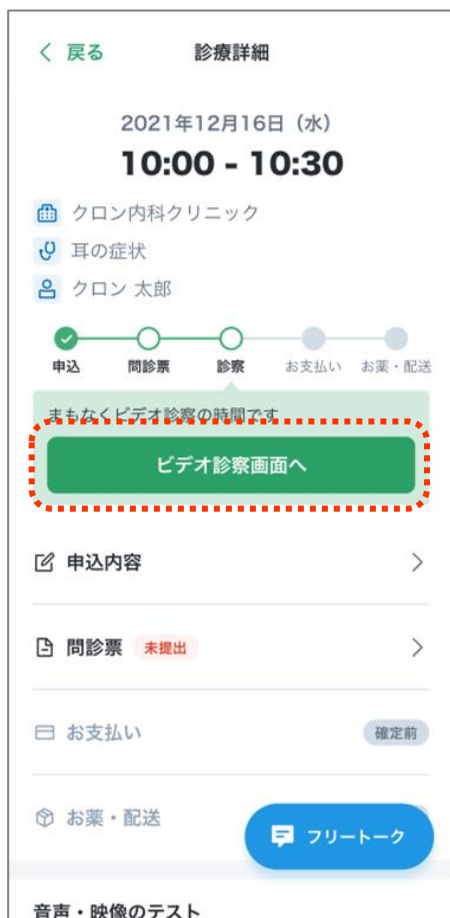 戻る 診療詳細
2021年12月16日（水）
10:00 - 10:30
クロン内科クリニック
耳の症状
クロン 太郎
申込 問診票 診察 お支払い お薬・配送
まもなくビデオ診察の時間です
ビデオ診察画面へ
申込内容
問診票 未提出
お支払い 確定前
お薬・配送
フリートーク
音声・映像のテスト